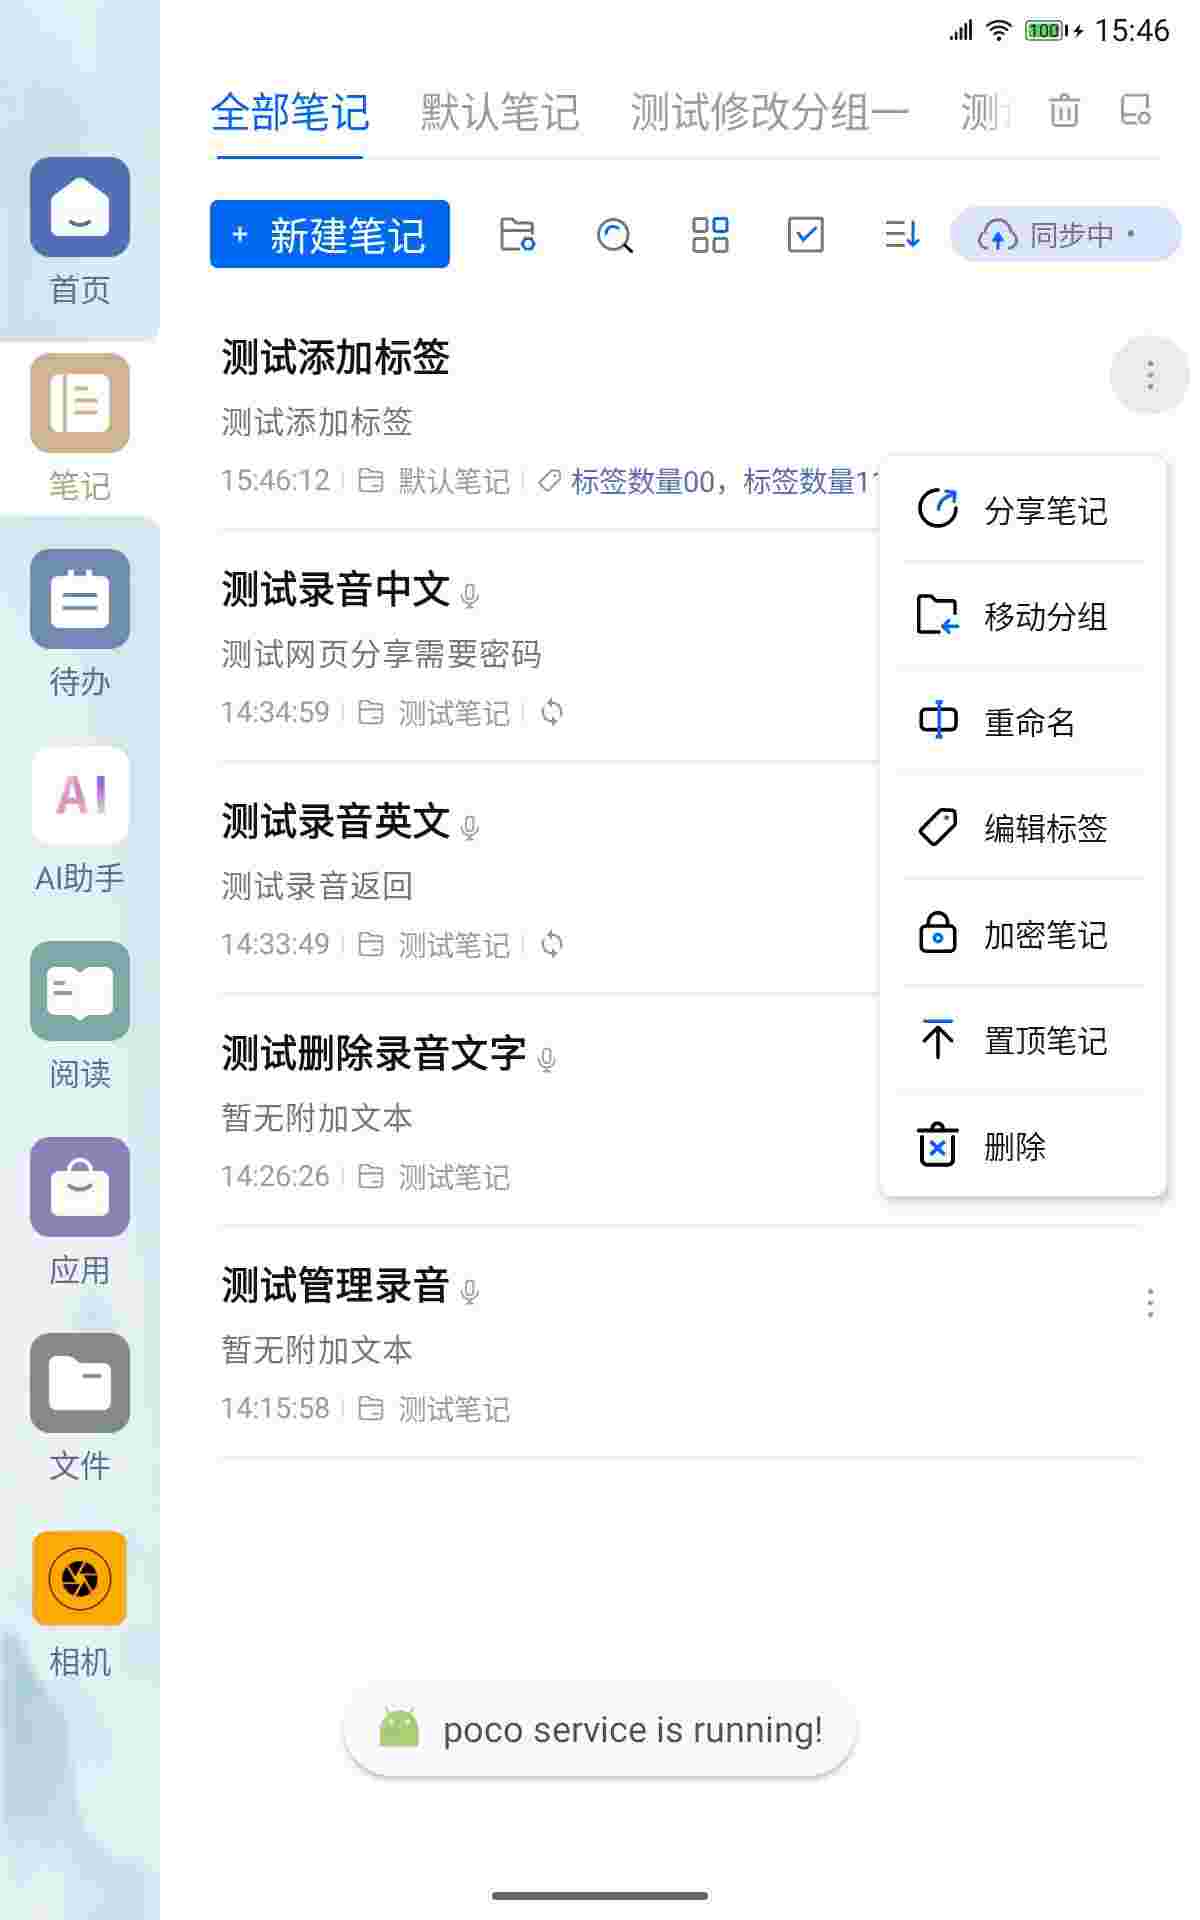 100 15:46
全部笔记 默认笔记 测试修改分组一 测
+ 新建笔记 同步中
首页
笔记
待办
AI
AI助手
阅读
应用
文件
相机
测试添加标签
测试添加标签
15:46:12 默认笔记 标签数量00，标签数量1
测试录音中文
测试网页分享需要密码
14:34:59 测试笔记
测试录音英文
测试录音返回
14:33:49 测试笔记
测试删除录音文字
暂无附加文本
14:26:26 测试笔记
测试管理录音
暂无附加文本
14:15:58 测试笔记
分享笔记
移动分组
重命名
编辑标签
加密笔记
置顶笔记
删除
poco service is running!